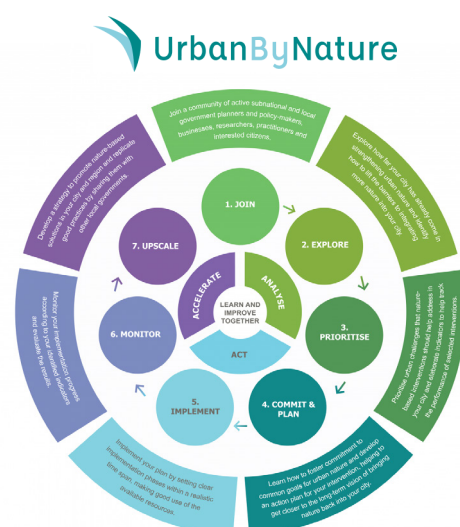 UrbanByNature
Join a community of active subnational and local
government planners and policy-makers,
businesses, researchers, practitioners and
interested citizens.
Explore how far your city has already come in
strengthening urban nature and identify
how to lift the barriers to integrating
more nature into your city.
Prioritise urban challenges that nature-
based interventions should help address in
your city and elaborate indicators to help track
the performance of selected interventions.
Learn how to foster commitment to
common goals for urban nature and develop
an action plan for your intervention, helping to
get closer to the long-term vision of bringing
nature back into your city.
Implement your plan by setting clear
implementation phases within a realistic
time span, making good use of the
available resources.
Monitor your implementation progress
according to your identified indicators
and evaluate the results.
Develop a strategy to promote nature-based
solutions in your city and region and replicate
good practices by sharing them with
other local governments.
1. JOIN
2. EXPLORE
3.
PRIORITISE
4. COMMIT &
PLAN
5.
IMPLEMENT
6. MONITOR
7. UPSCALE
ACCELERATE
ANALYSE
ACT
LEARN AND
IMPROVE
TOGETHER